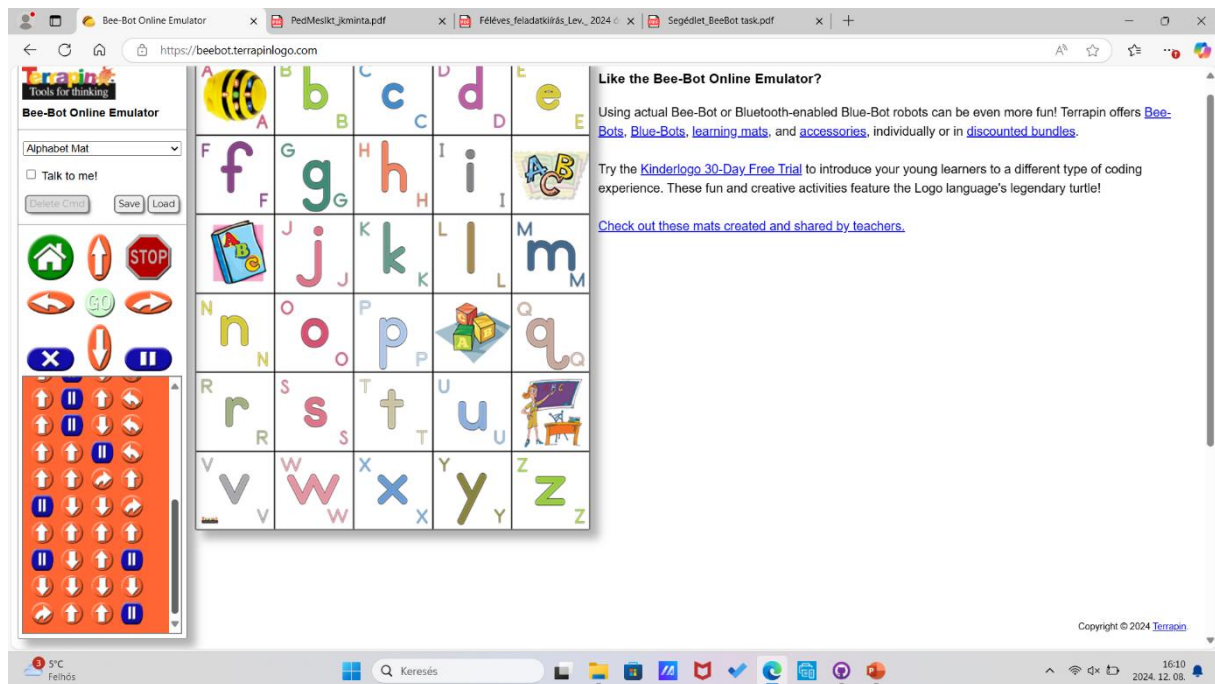 Bee-Bot Online Emulator
PedMesIkt_jkminta.pdf
Féléves_feladatkiírás_Lev._ 2024
Segédlet_BeeBot task.pdf
https://beebot.terrapinlogo.com
Terrapin
Tools for thinking
Bee-Bot Online Emulator
Alphabet Mat
Talk to me!
Delete Cmd Save Load
STOP
GO
A A
B b B
C c C
D d D
E e E
F f F
G g G
H h H
I i I
ABC
ABC
J j J
K k K
L l L
M m M
N n N
O o O
P p P
A
Q q Q
R r R
S s S
T t T
U u U
V v V
W w W
X x X
Y y Y
Z z Z
Like the Bee-Bot Online Emulator?
Using actual Bee-Bot or Bluetooth-enabled Blue-Bot robots can be even more fun! Terrapin offers Bee-
Bots, Blue-Bots, learning mats, and accessories, individually or in discounted bundles.
Try the Kinderlogo 30-Day Free Trial to introduce your young learners to a different type of coding
experience. These fun and creative activities feature the Logo language's legendary turtle!
Check out these mats created and shared by teachers.
Copyright © 2024 Terrapin.
3
5°C
Felhős
Keresés
16:10
2024. 12. 08.